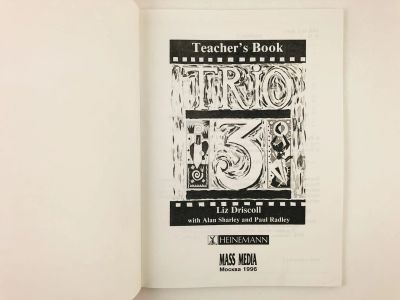 Teacher's Book
TRiO
3
Liz Driscoll
with Alan Sharley and Paul Radley
HEINEMANN
MASS MEDIA
Москва 1996